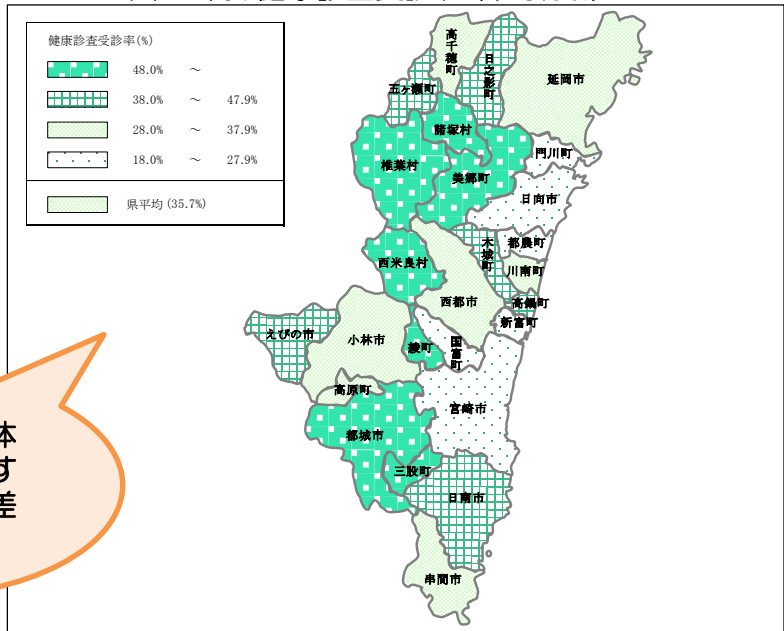 健康診査受診率(%)
48.0% ～
38.0% ～ 47.9%
28.0% ～ 37.9%
18.0% ～ 27.9%
県平均(35.7%)
高千穂町
日之影町
延岡市
五ヶ瀬町
諸塚村
門川町
椎葉村
美郷町
日向市
木城町
都農町
西米良村
川南町
西都市
高鍋町
新富町
えびの市
小林市
綾町
国富町
高原町
宮崎市
都城市
三股町
日南市
串間市
体
す
差